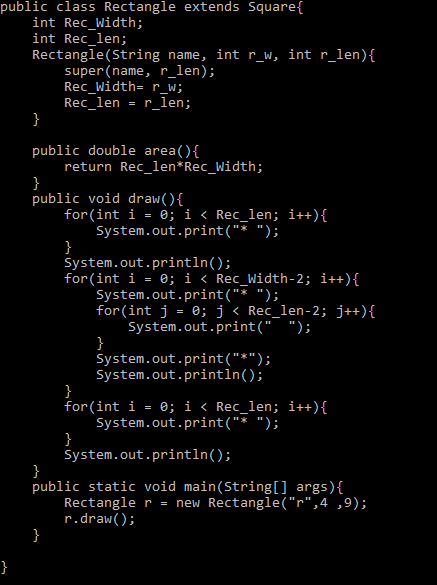 public class Rectangle extends Square{
    int Rec_Width;
    int Rec_len;
    Rectangle(String name, int r_w, int r_len){
        super(name, r_len);
        Rec_Width= r_w;
        Rec_len = r_len;
    }

    public double area(){
        return Rec_len*Rec_Width;
    }
    public void draw(){
        for(int i = 0; i < Rec_len; i++){
            System.out.print("* ");
        }
        System.out.println();
        for(int i = 0; i < Rec_Width-2; i++){
            System.out.print("* ");
            for(int j = 0; j < Rec_len-2; j++){
                System.out.print("  ");
            }
            System.out.print("*");
            System.out.println();
        }
        for(int i = 0; i < Rec_len; i++){
            System.out.print("* ");
        }
        System.out.println();
    }
    public static void main(String[] args){
        Rectangle r = new Rectangle("r",4 ,9);
        r.draw();
    }

}